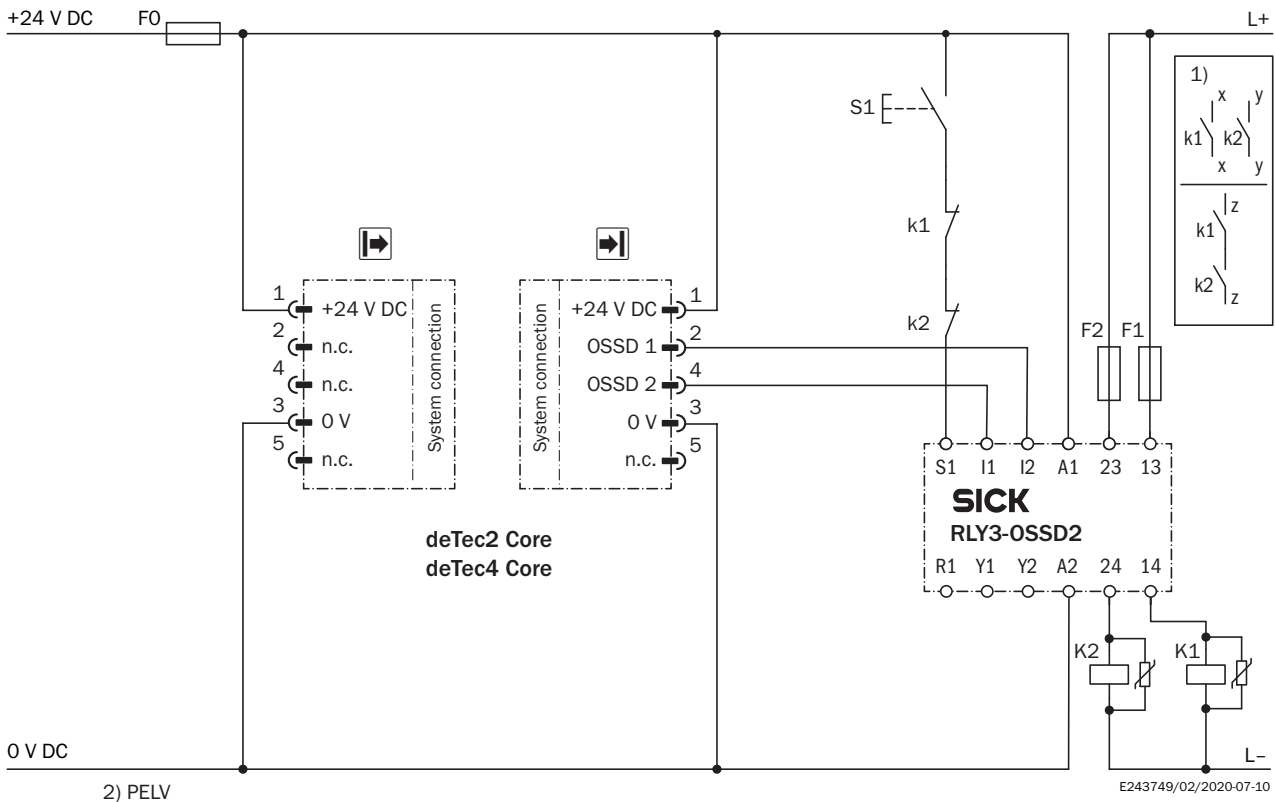 +24 V DC
F0
L+
1)
x y
k1 k2
x y
z
k1
k2
z
S1
k1
k2
F2 F1
1 +24 V DC
2 n.c.
4 n.c.
3 0 V
5 n.c.
System connection
System connection
+24 V DC 1
OSSD 1 2
OSSD 2 4
0 V 3
n.c. 5
deTec2 Core
deTec4 Core
S1 I1 I2 A1 23 13
SICK
RLY3-OSSD2
R1 Y1 Y2 A2 24 14
K2 K1
0 V DC
L–
2) PELV
E243749/02/2020-07-10